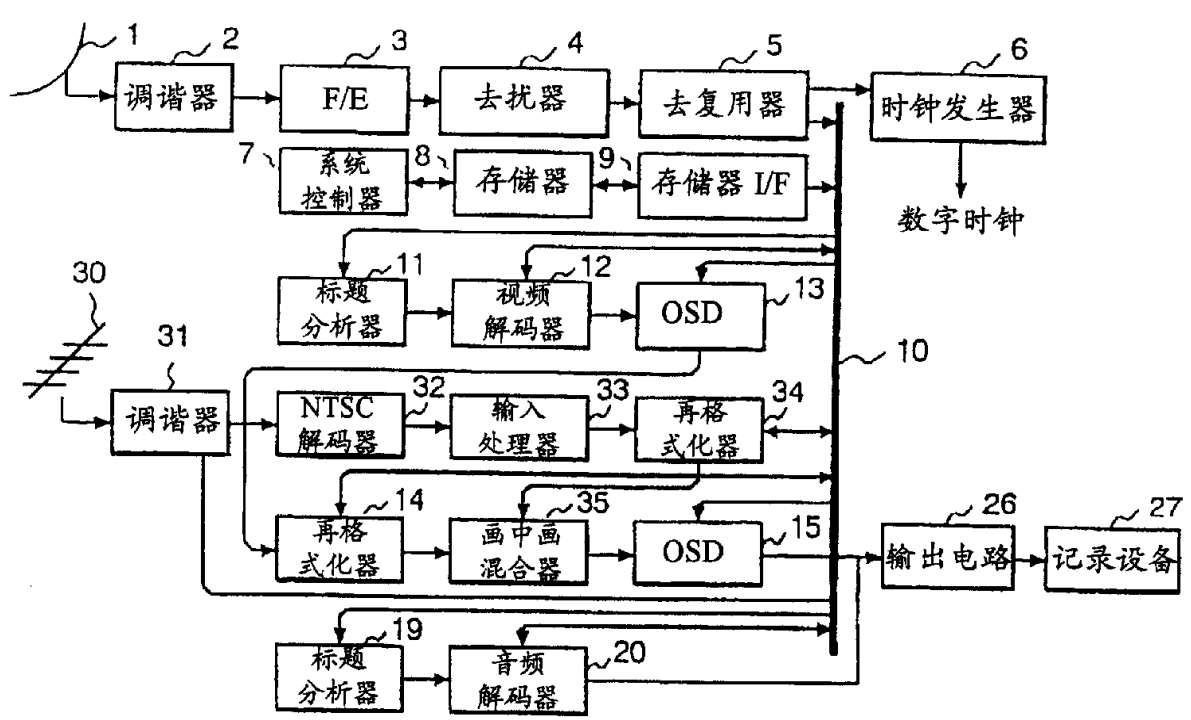 1
2
3
4
5
6
调谐器
F/E
去扰器
去复用器
时钟发生器
7
系统
控制器
8
存储器
9
存储器 I/F
数字时钟
11
标题
分析器
12
视频
解码器
13
OSD
10
30
31
调谐器
32
NTSC
解码器
33
输入
处理器
34
再格
式化器
14
再格
式化器
35
画中画
混合器
15
OSD
26
输出电路
27
记录设备
19
标题
分析器
20
音频
解码器